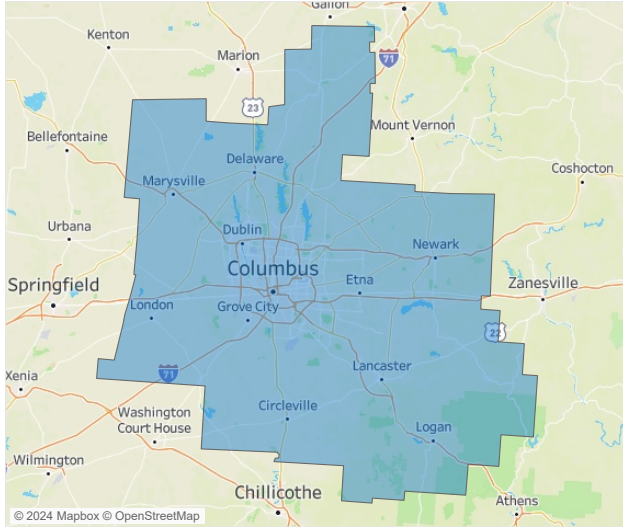 Galion
Kenton
Marion
71
23
Mount Vernon
Bellefontaine
Delaware
Coshocton
Marysville
Urbana
Dublin
Newark
Columbus
Springfield
Etna
Zanesville
London
Grove City
22
Lancaster
71
Xenia
Circleville
Washington
Court House
Logan
Wilmington
Chillicothe
Athens
© 2024 Mapbox © OpenStreetMap